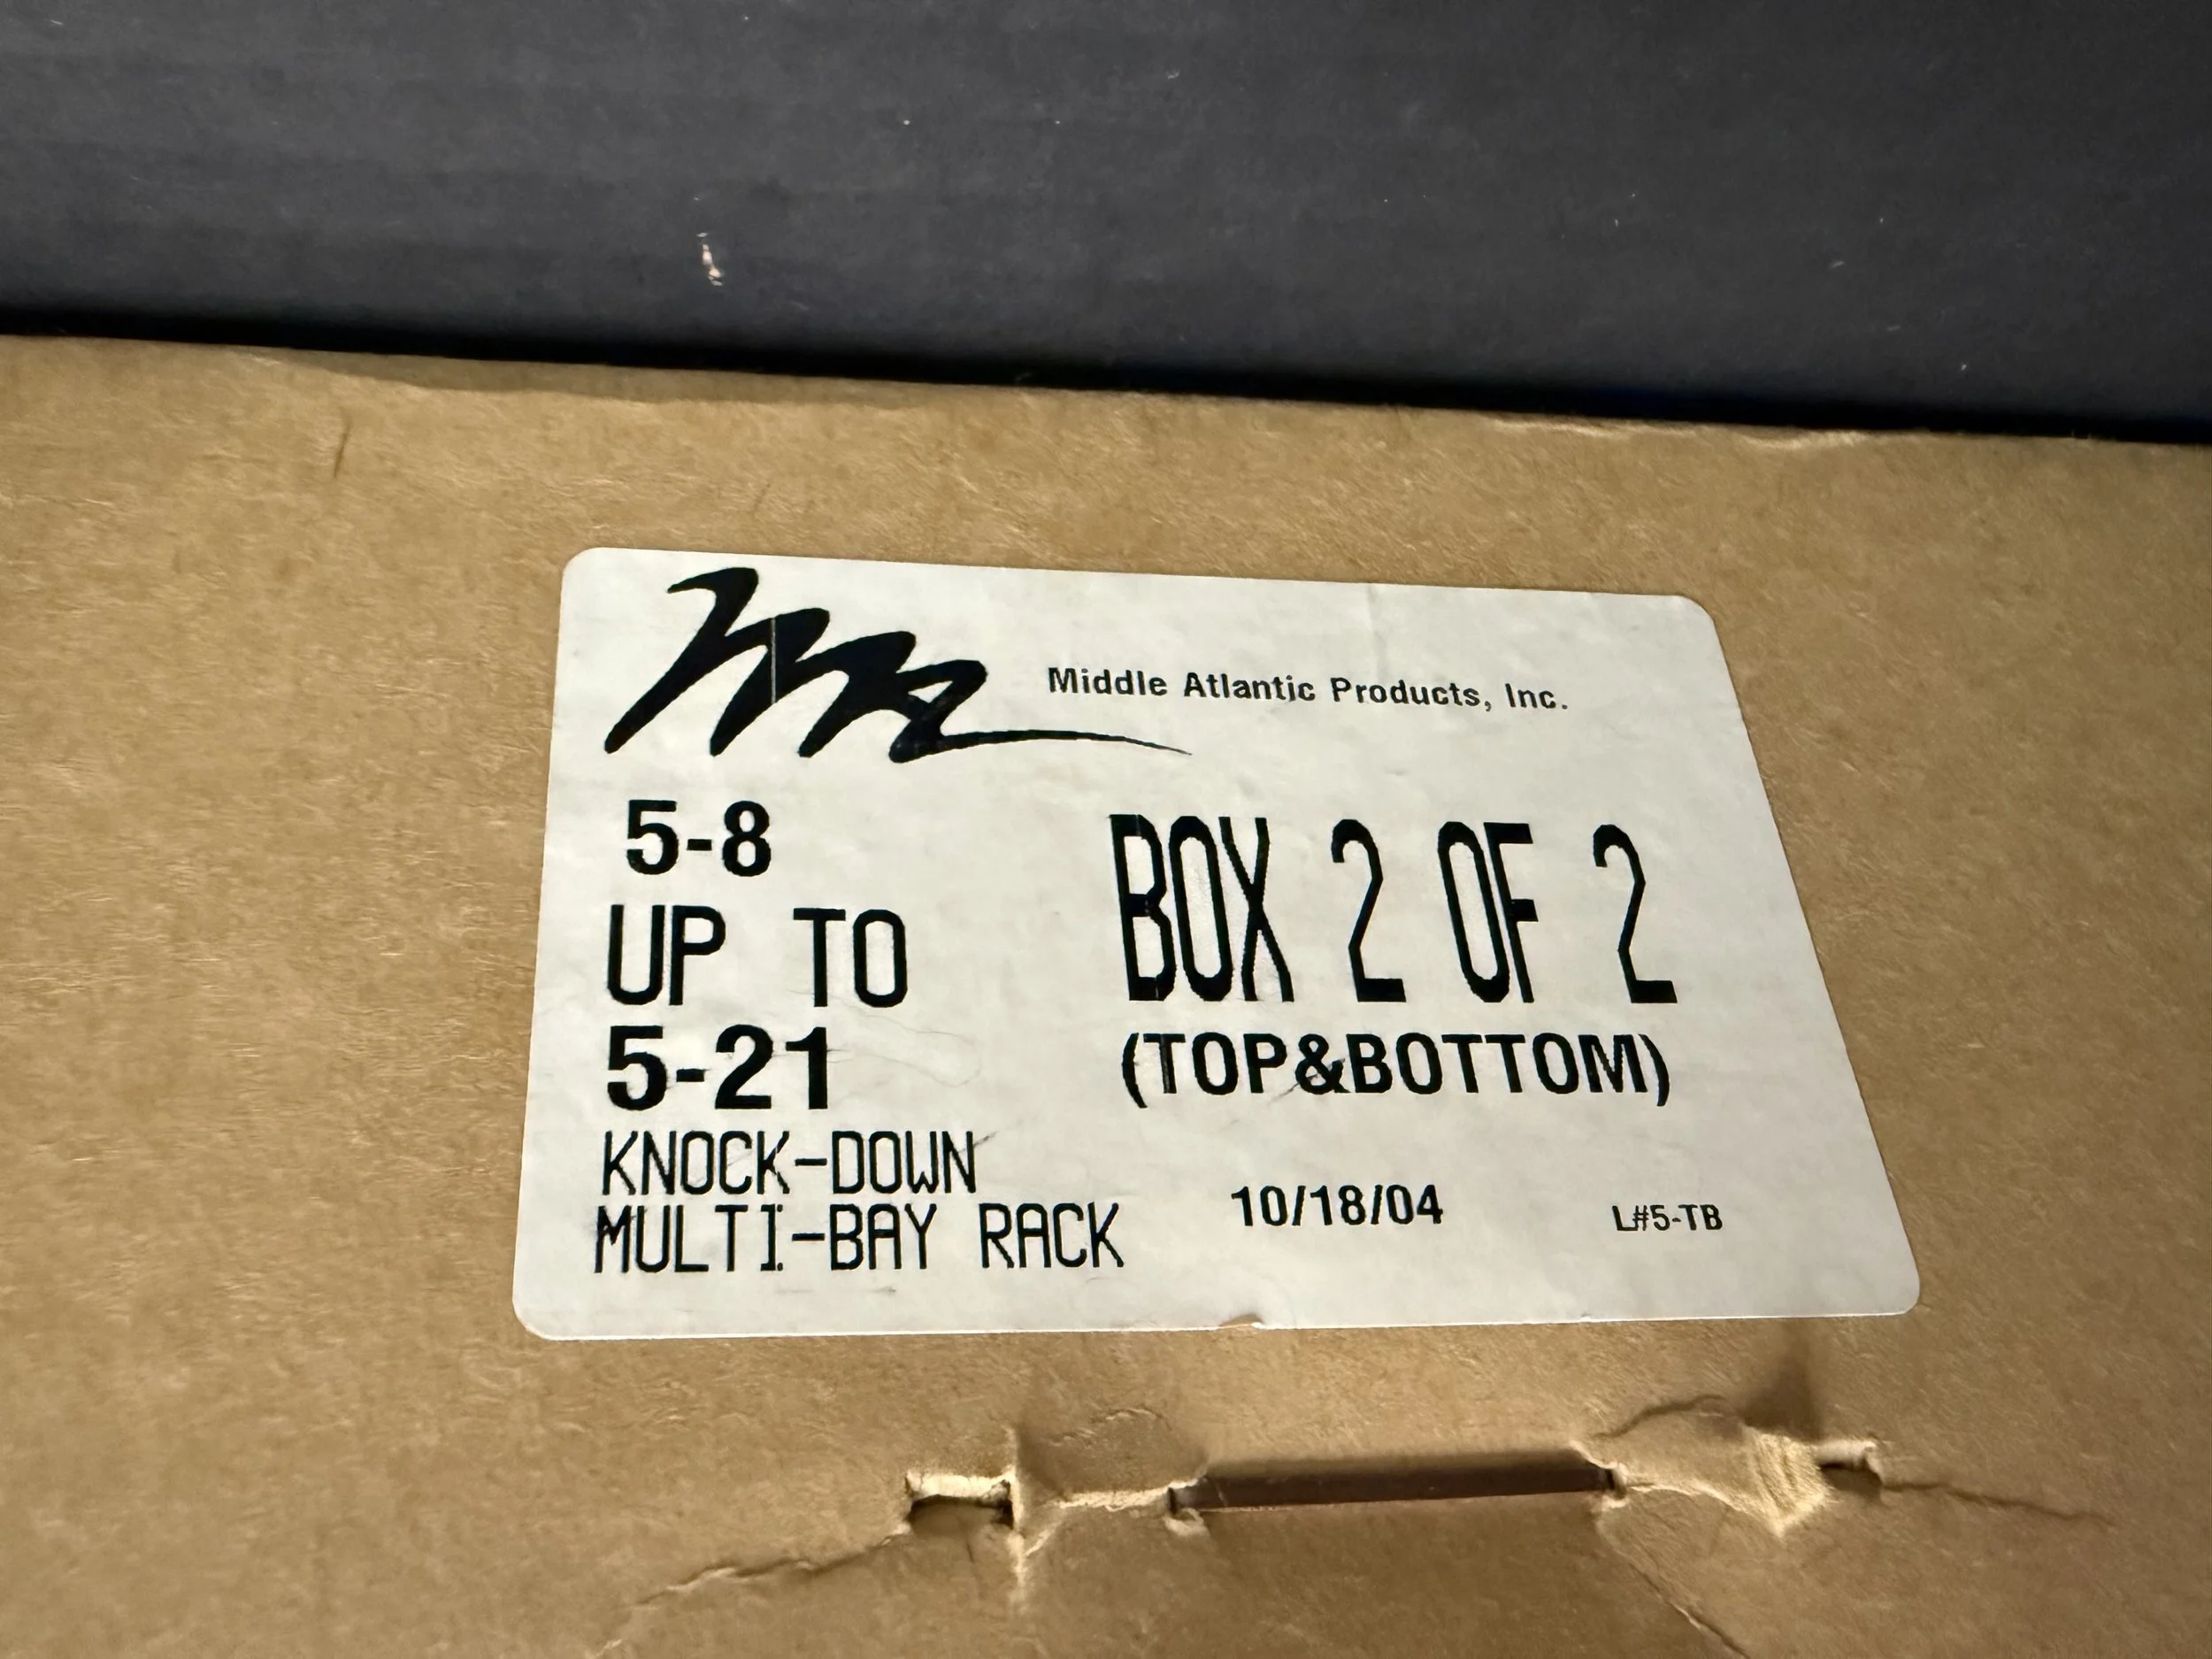 Middle Atlantic Products, Inc.
5-8
UP TO
5-21
KNOCK-DOWN
MULTI-BAY RACK
BOX 2 OF 2
(TOP&BOTTOM)
10/18/04
L#5-TB